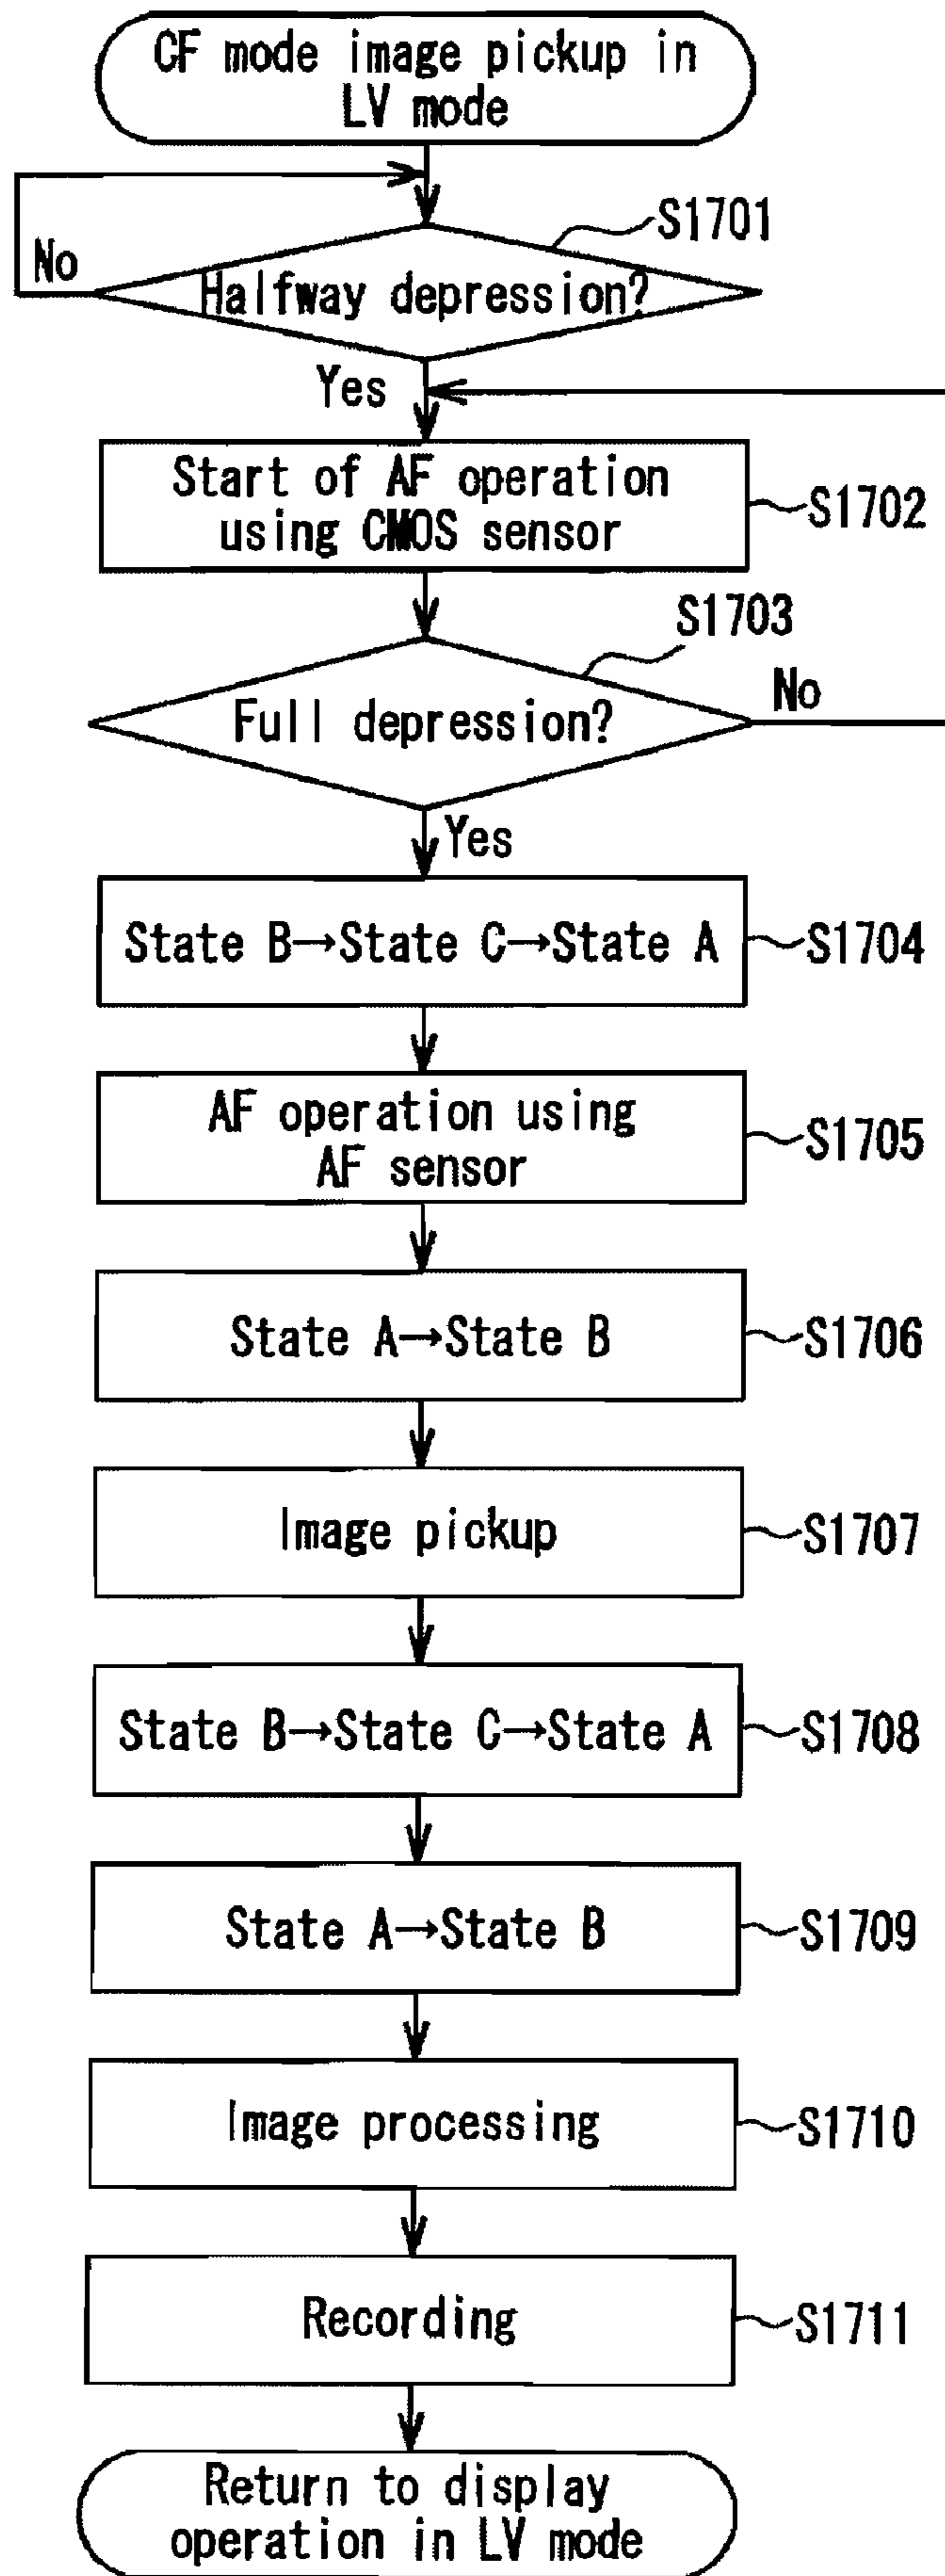 CF mode image pickup in
LV mode
S1701
No
Halfway depression?
Yes
Start of AF operation
using CMOS sensor
S1702
S1703
Full depression?
No
Yes
State B→State C→State A
S1704
AF operation using
AF sensor
S1705
State A→State B
S1706
Image pickup
S1707
State B→State C→State A
S1708
State A→State B
S1709
Image processing
S1710
Recording
S1711
Return to display
operation in LV mode